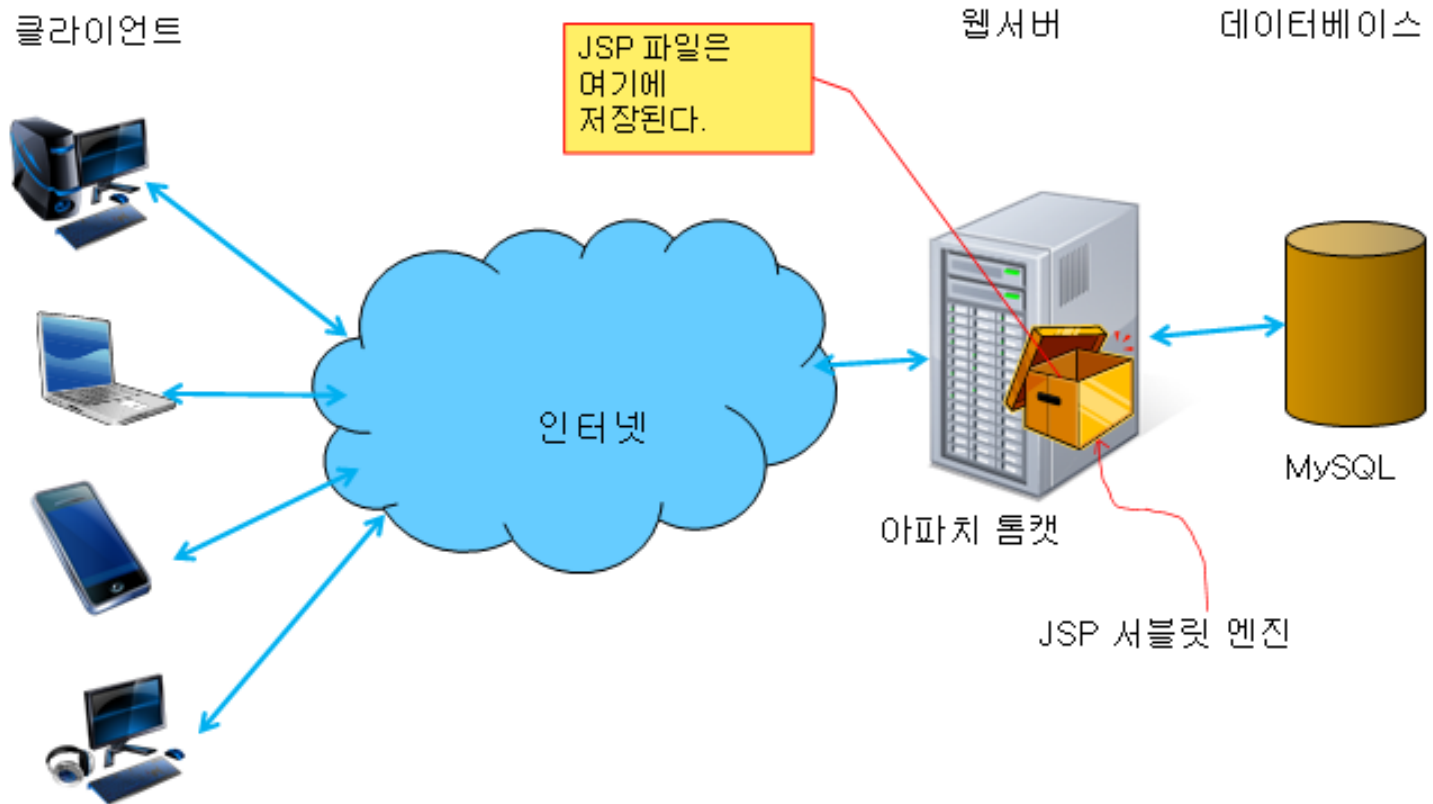 클라이언트
JSP 파일은
여기에
저장된다.
웹서버
데이터베이스
인터넷
MySQL
아파치 톰캣
JSP 서블릿 엔진